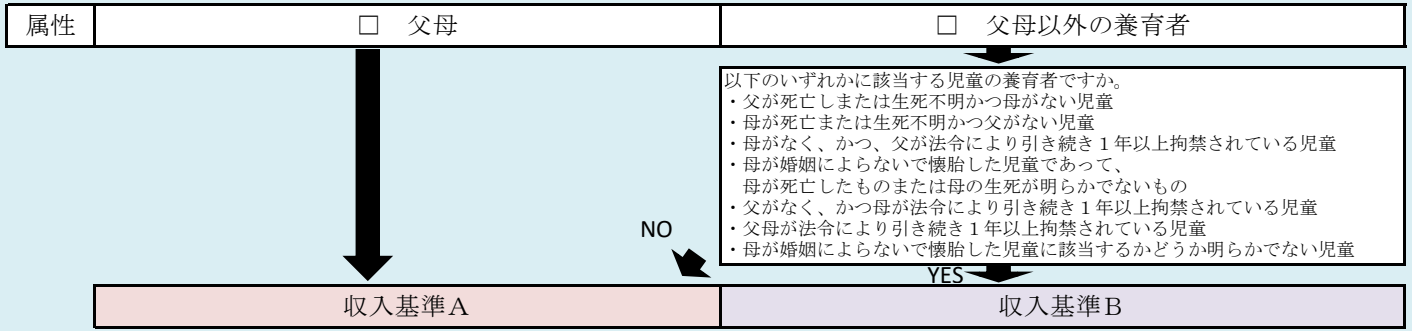 属性
□　父母
□　父母以外の養育者
以下のいずれかに該当する児童の養育者ですか。
・父が死亡しまたは生死不明かつ母がない児童
・母が死亡または生死不明かつ父がない児童
・母がなく、かつ、父が法令により引き続き１年以上拘禁されている児童
・母が婚姻によらないで懐胎した児童であって、
　母が死亡したものまたは母の生死が明らかでないもの
・父がなく、かつ母が法令により引き続き１年以上拘禁されている児童
・父母が法令により引き続き１年以上拘禁されている児童
・母が婚姻によらないで懐胎した児童に該当するかどうか明らかでない児童
NO
YES
収入基準Ａ
収入基準Ｂ